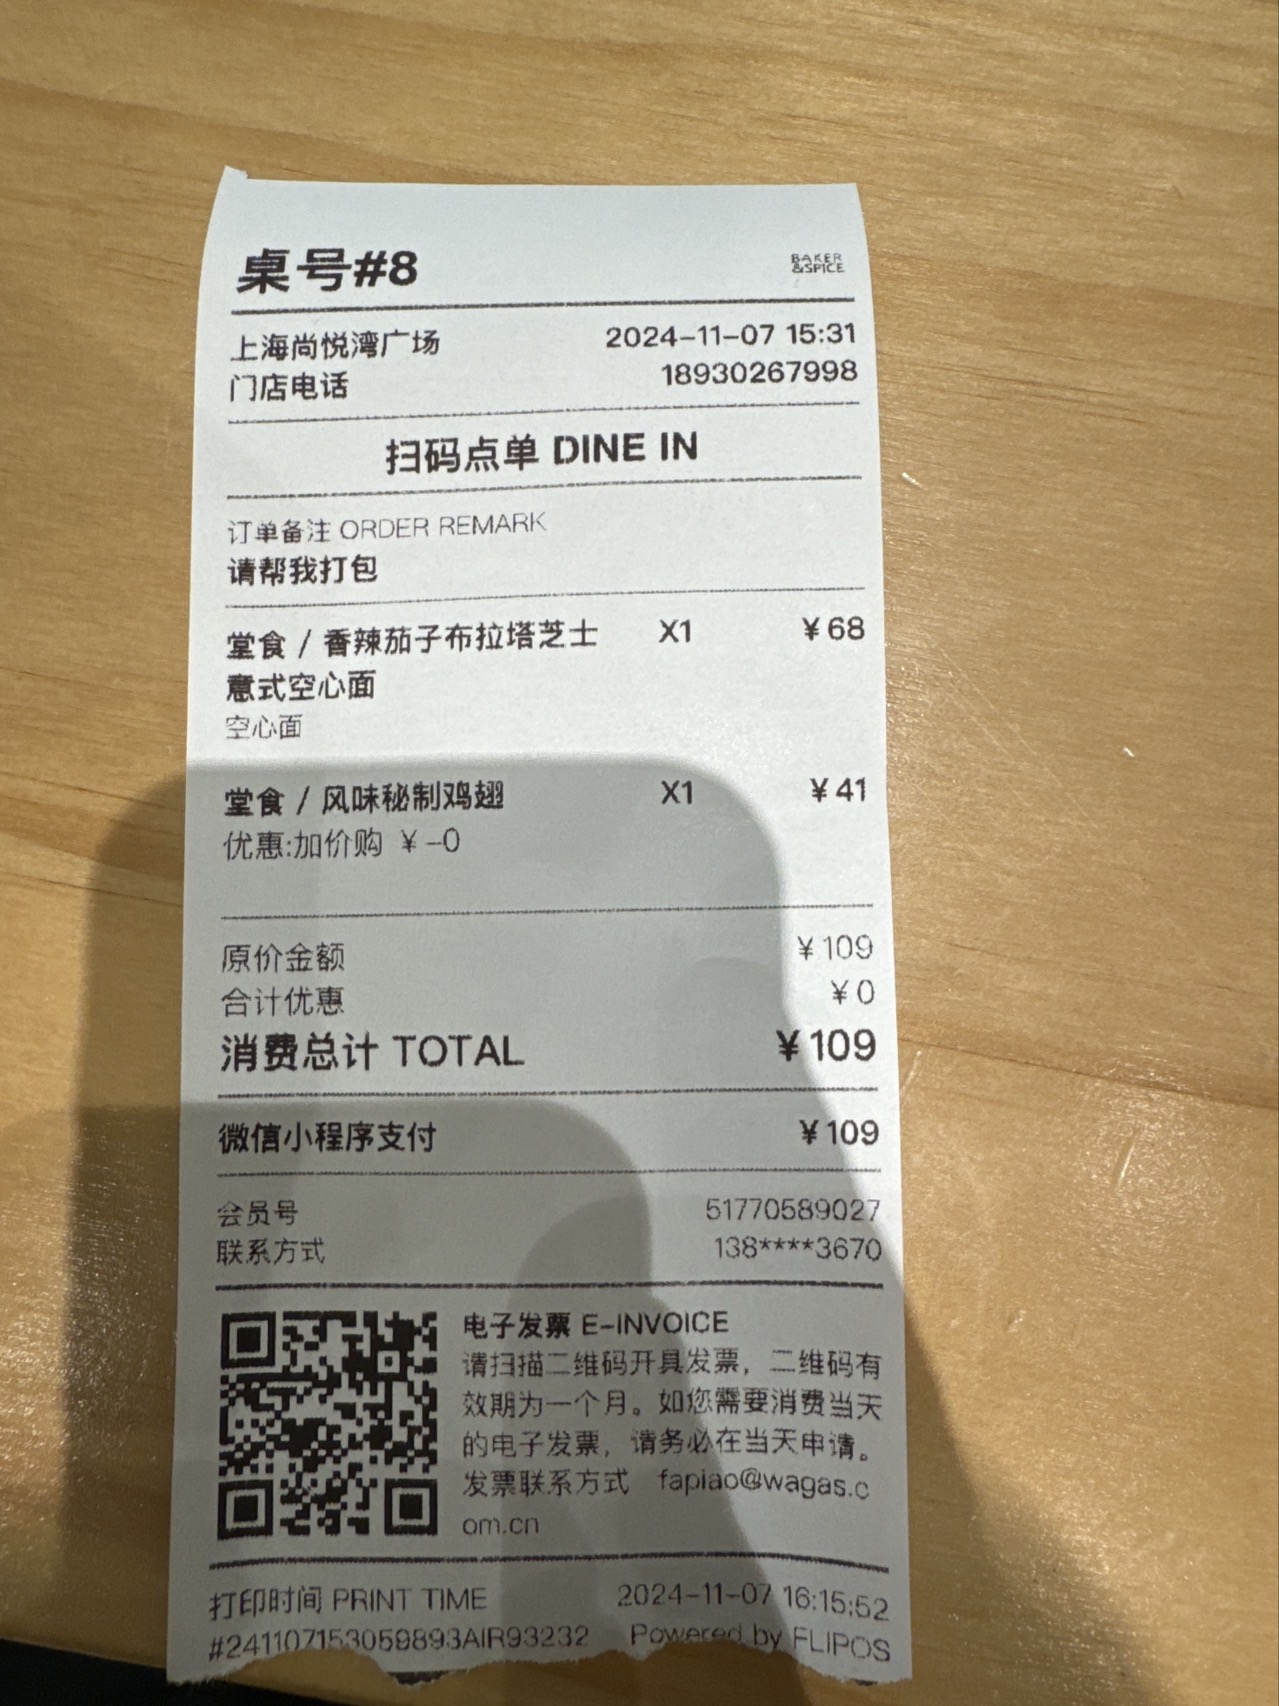 桌号#8
BAKER
&SPICE
上海尚悦湾广场 2024-11-07 15:31
门店电话 18930267998
扫码点单 DINE IN
订单备注 ORDER REMARK
请帮我打包
堂食 / 香辣茄子布拉塔芝士 X1 ¥68
意式空心面
空心面
堂食 / 风味秘制鸡翅 X1 ¥41
优惠:加价购 ¥-0
原价金额 ¥109
合计优惠 ¥0
消费总计 TOTAL ¥109
微信小程序支付 ¥109
会员号 51770589027
联系方式 138****3670
电子发票 E-INVOICE
请扫描二维码开具发票，二维码有
效期为一个月。如您需要消费当天
的电子发票，请务必在当天申请。
发票联系方式 fapiao@wagas.c
om.cn
打印时间 PRINT TIME 2024-11-07 16:15:52
#241107153059893AIR93232 Powered by FLIPOS